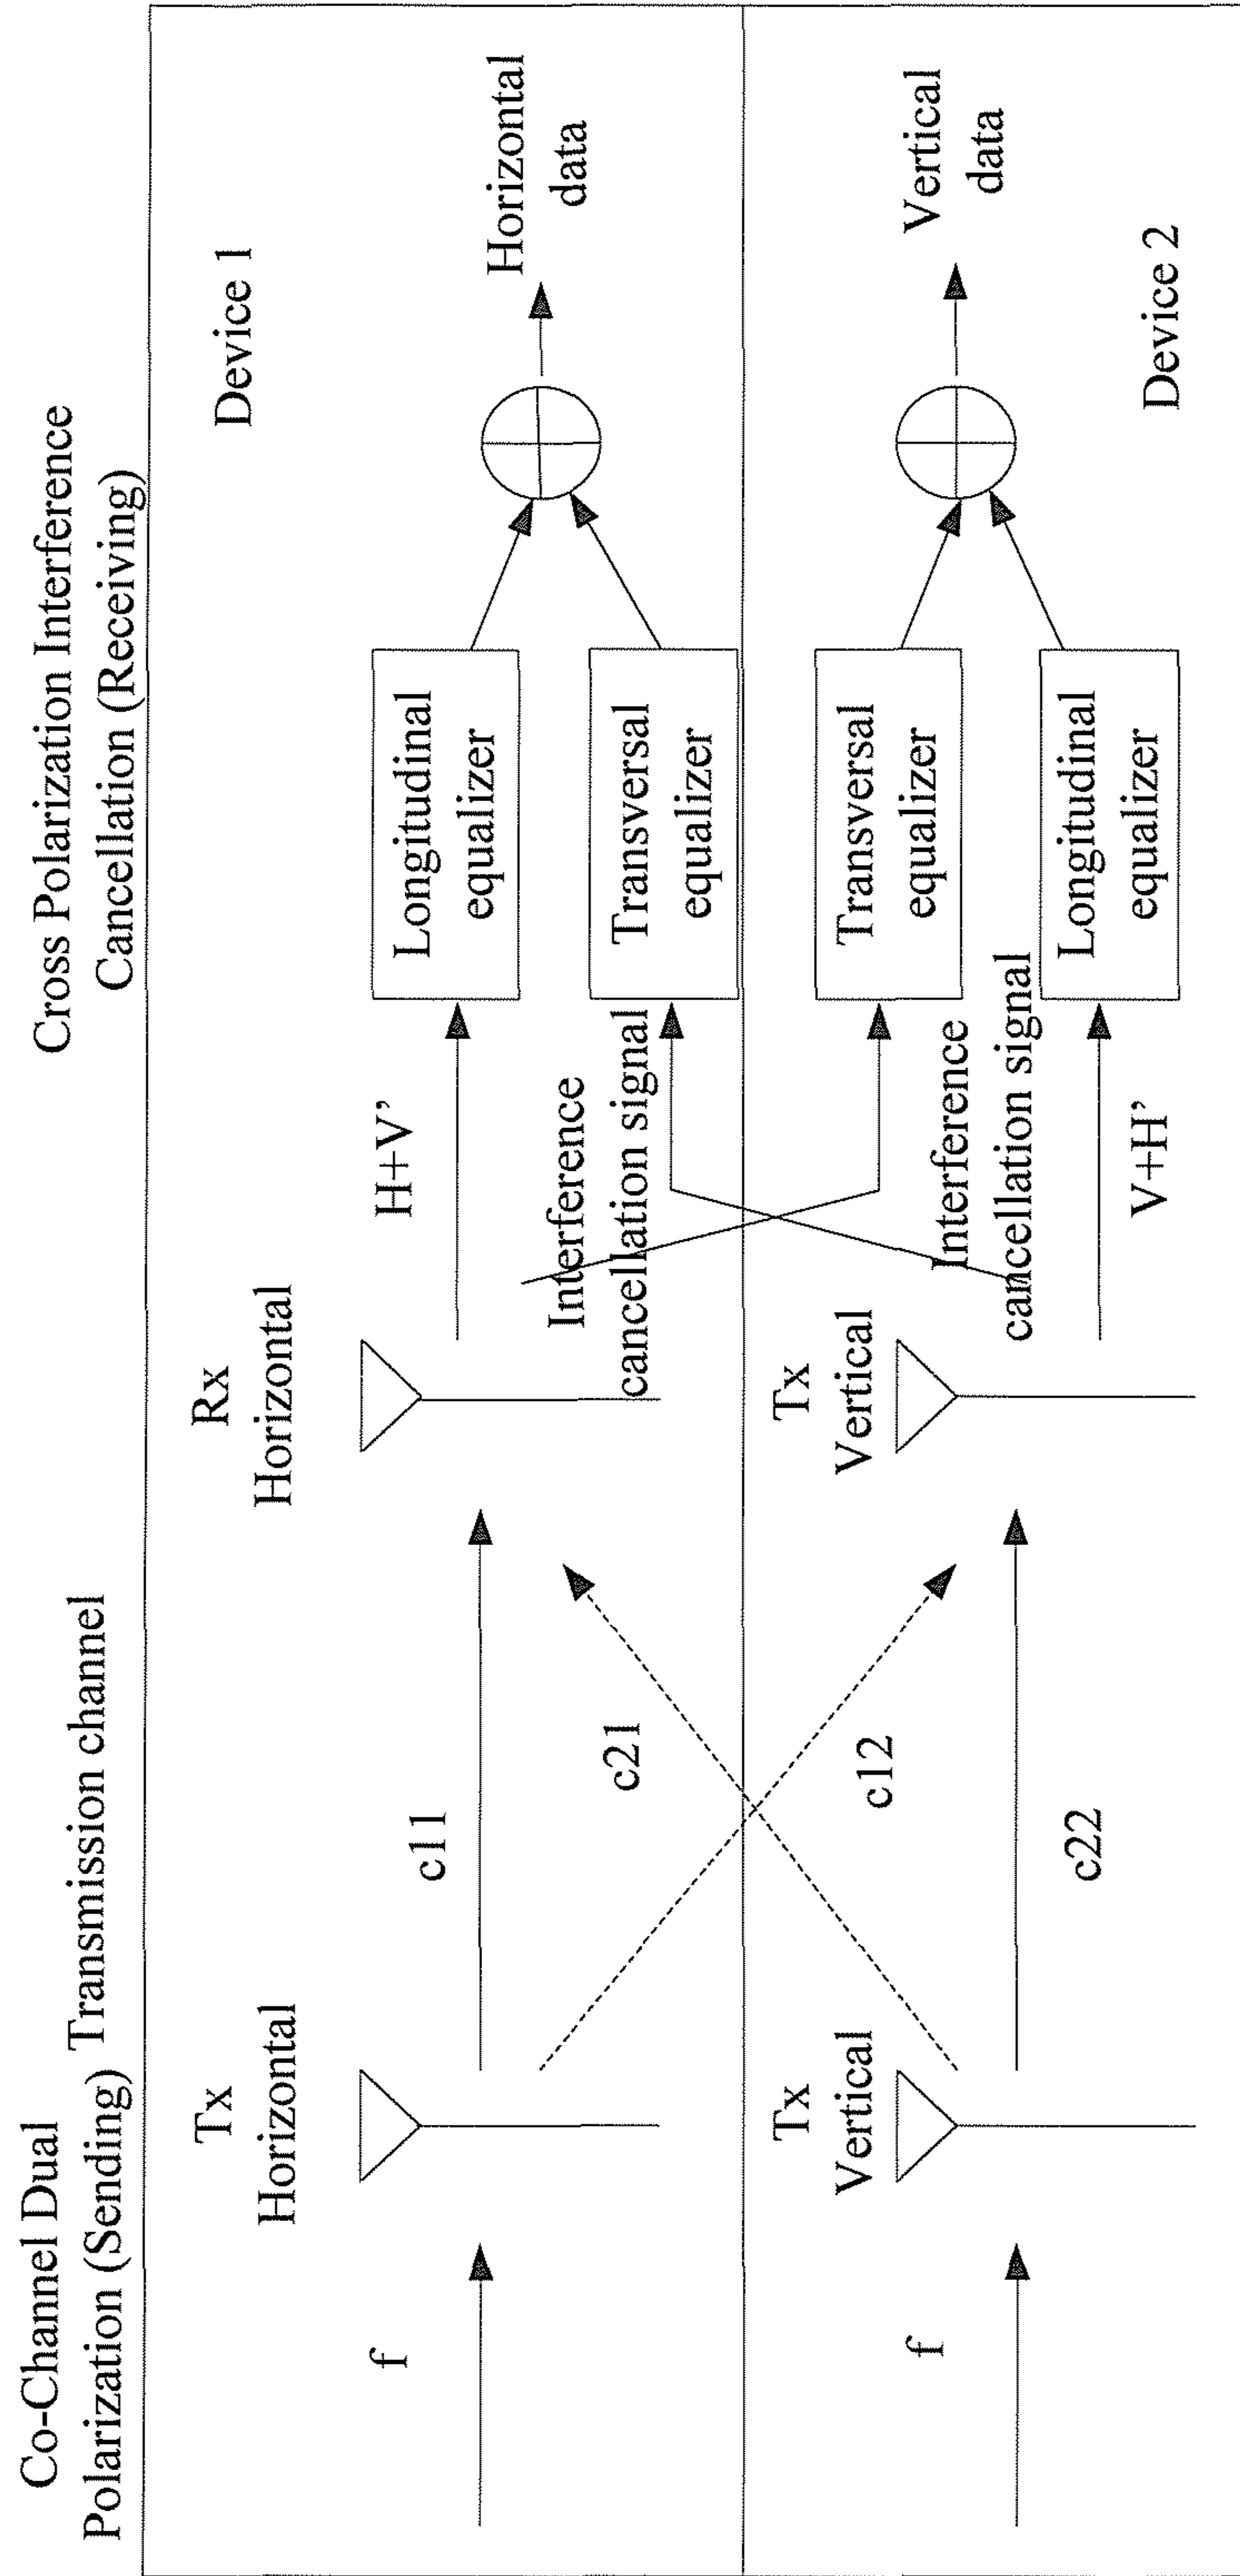 Co-Channel Dual
Polarization (Sending)
Transmission channel
Cross Polarization Interference
Cancellation (Receiving)
Tx
Horizontal
Rx
Horizontal
Device 1
f
c11
c21
H+V’
Interference
cancellation signal
Longitudinal
equalizer
Transversal
equalizer
Horizontal
data
Tx
Vertical
Tx
Vertical
f
c12
c22
Interference
cancellation signal
V+H’
Transversal
equalizer
Longitudinal
equalizer
Vertical
data
Device 2